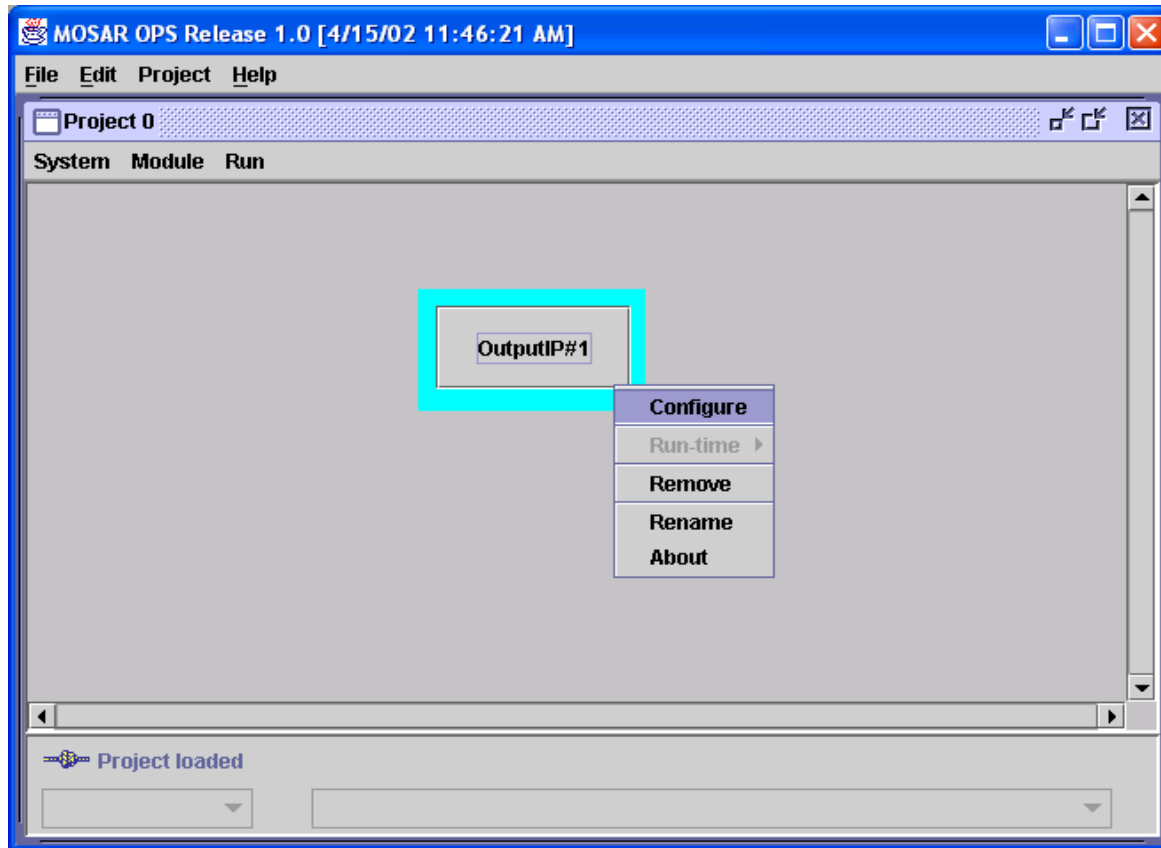 MOSAR OPS Release 1.0 [4/15/02 11:46:21 AM]
File Edit Project Help
Project 0
System Module Run
OutputIP#1
Configure
Run-time
Remove
Rename
About
Project loaded